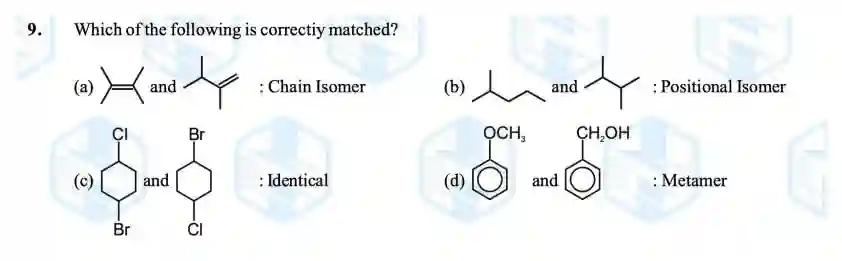 9. Which of the following is correctiy matched?
(a) and : Chain Isomer (b) and : Positional Isomer
Cl Br OCH₃ CH₂OH
(c) and : Identical (d) and : Metamer
Br Cl